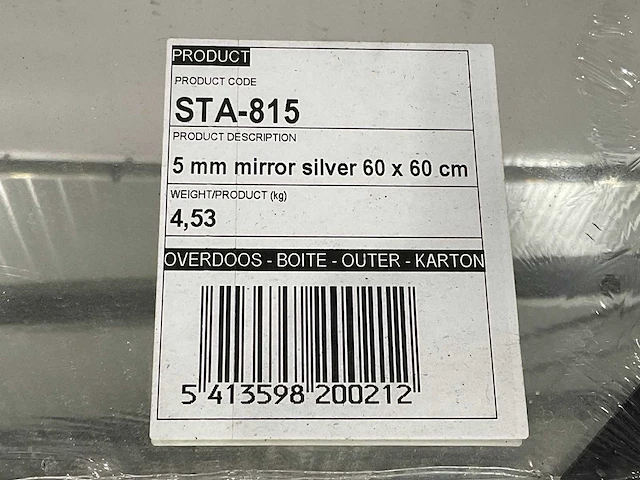 PRODUCT
PRODUCT CODE
STA-815
PRODUCT DESCRIPTION
5 mm mirror silver 60 x 60 cm
WEIGHT/PRODUCT (kg)
4,53
OVERDOOS - BOITE - OUTER - KARTON
5 413598 200212